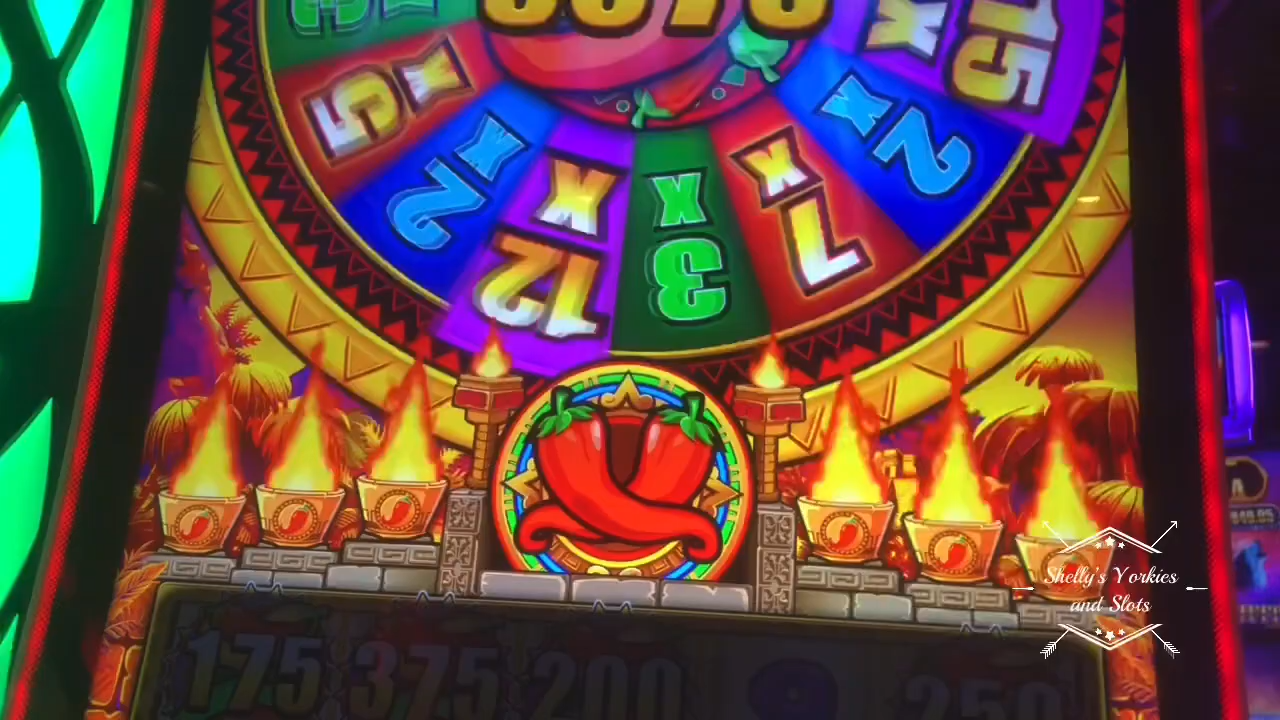 5X
2X
12X
3X
7X
2X
15X
175 375 200 250
Shelly's Yorkies
and Slots